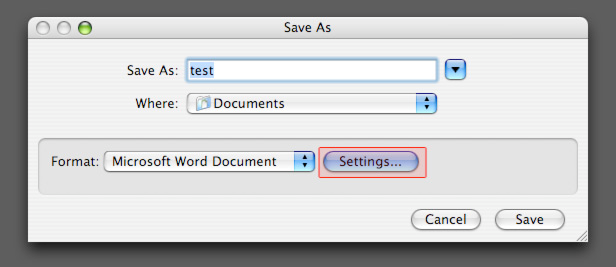 Save As
Save As: test
Where: Documents
Format: Microsoft Word Document Settings...
Cancel Save